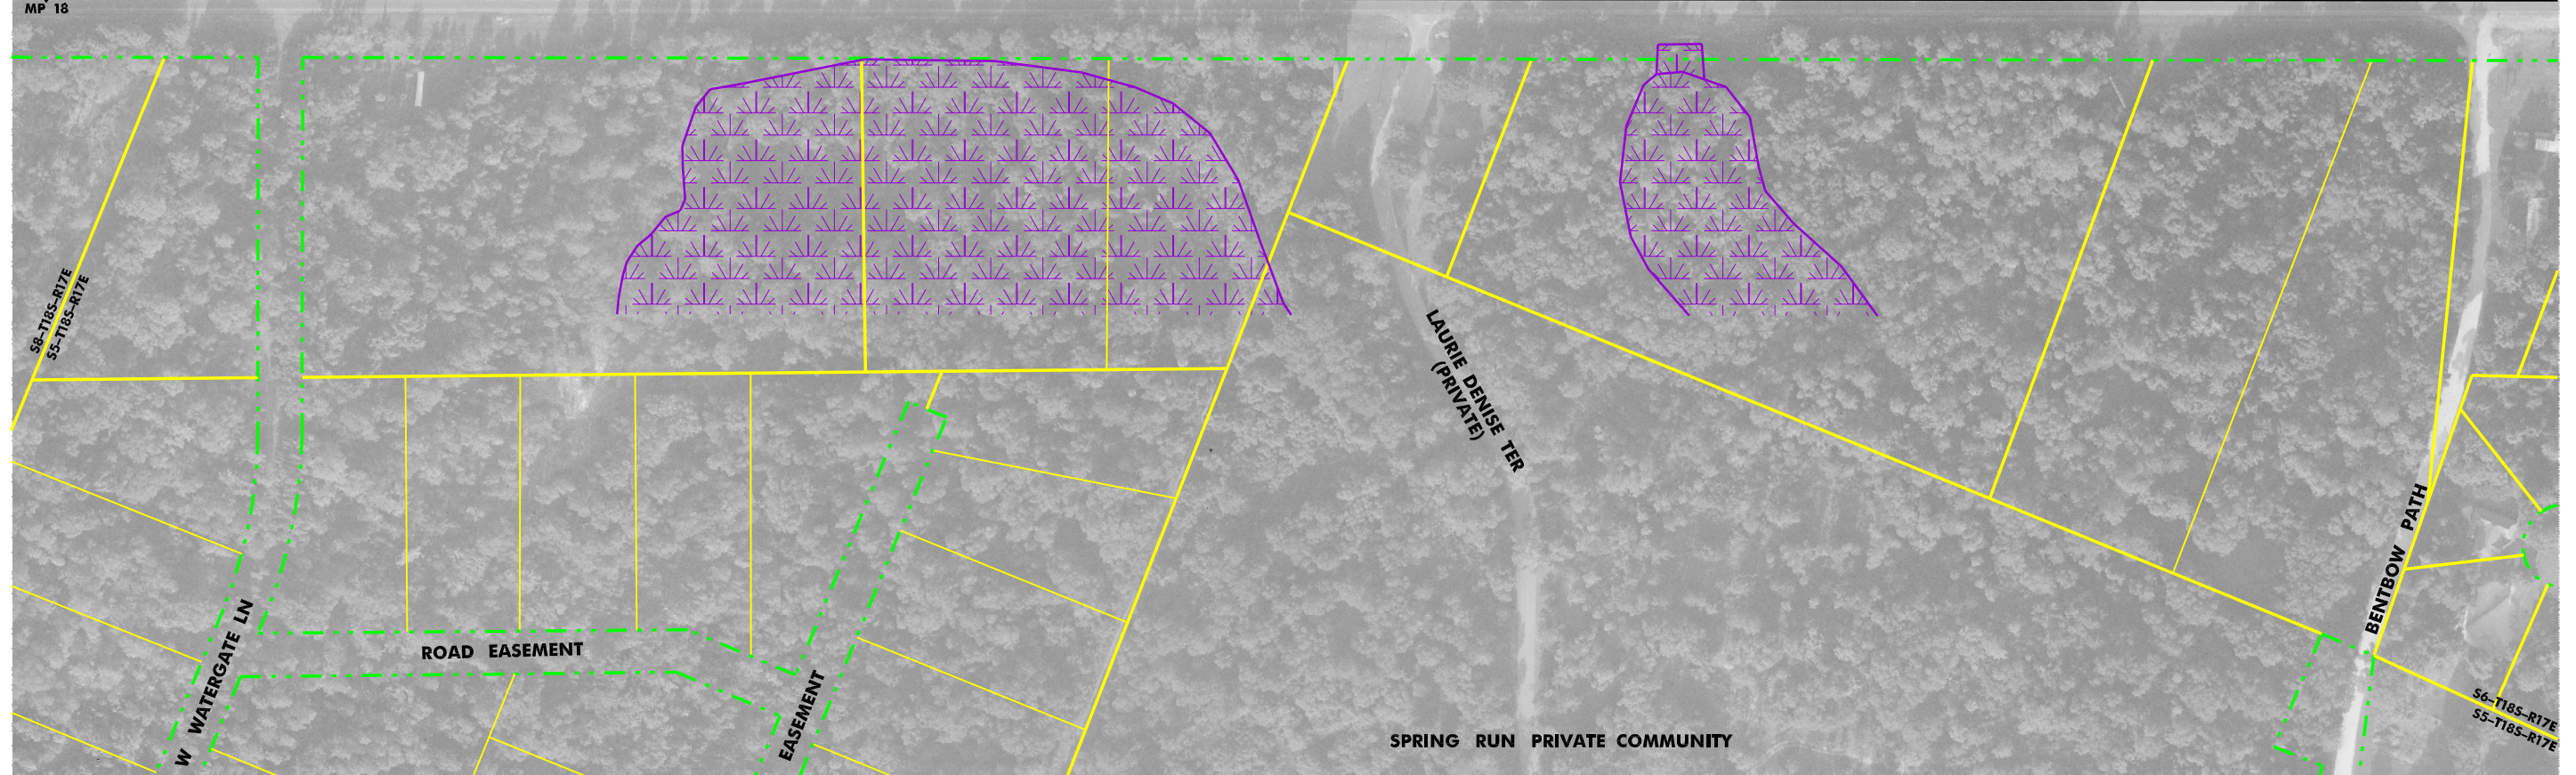 MP 18
S8-T18S-R17E
S5-T18S-R17E
LAURIE DENISE TER
(PRIVATE)
BENTBOW PATH
W WATERGATE LN
ROAD EASEMENT
EASEMENT
SPRING RUN PRIVATE COMMUNITY
S6-T18S-R17E
S5-T18S-R17E